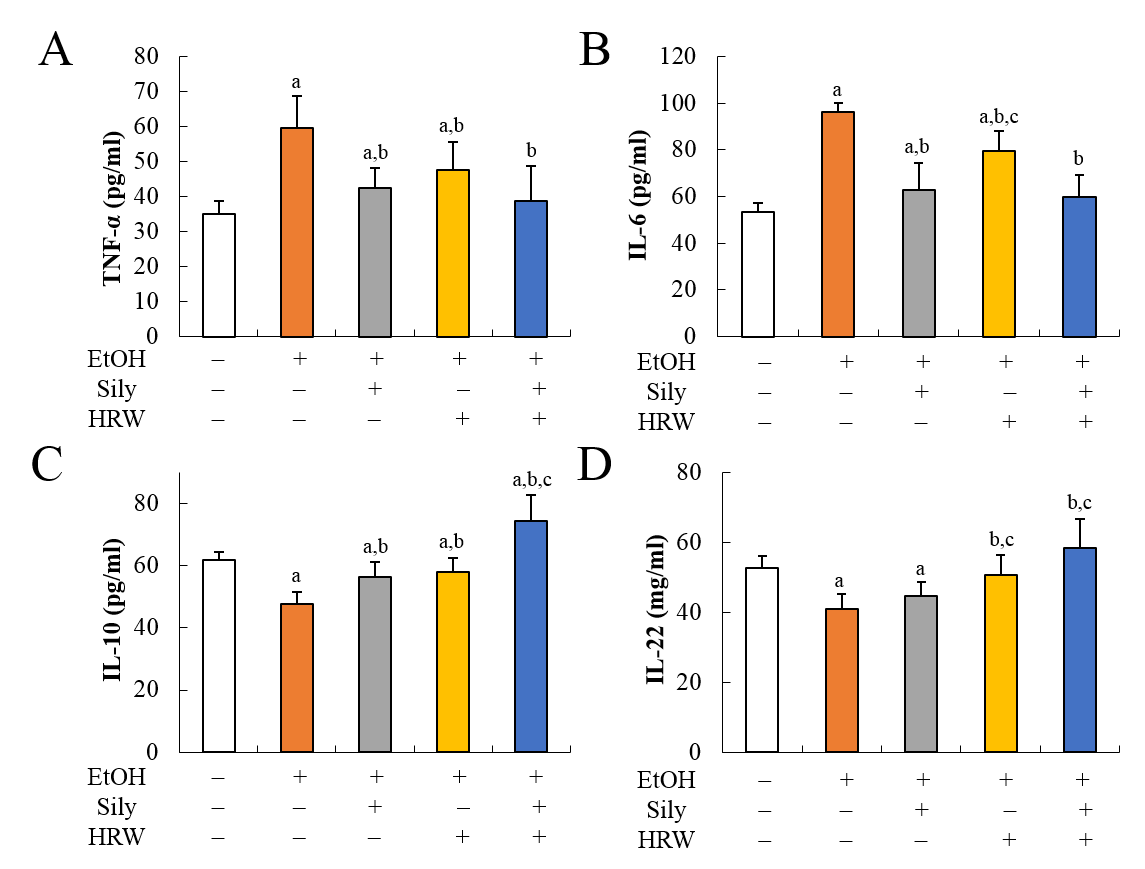 A
TNF-α (pg/ml)
80
70
60
50
40
30
20
10
0
a
a,b
a,b
b
EtOH – + + + +
Sily – – + – +
HRW – – – + +
B
IL-6 (pg/ml)
120
100
80
60
40
20
0
a
a,b
a,b,c
b
EtOH – + + + +
Sily – – + – +
HRW – – – + +
C
IL-10 (pg/ml)
80
60
40
20
0
a
a,b
a,b
a,b,c
EtOH – + + + +
Sily – – + – +
HRW – – – + +
D
IL-22 (mg/ml)
80
60
40
20
0
a
a
b,c
b,c
EtOH – + + + +
Sily – – + – +
HRW – – – + +